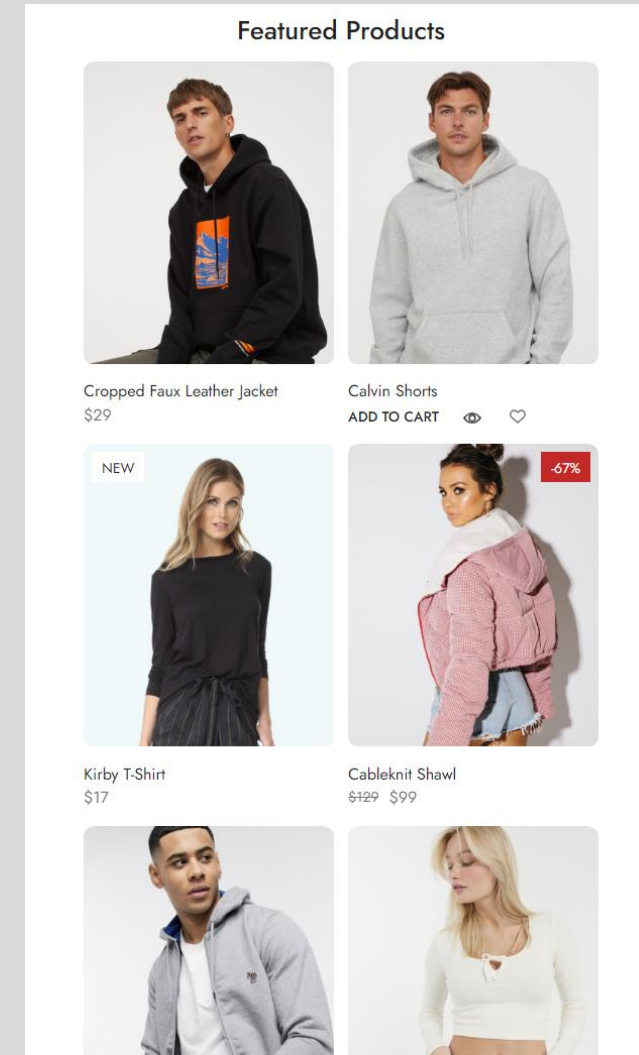 Featured Products
Cropped Faux Leather Jacket
$29
Calvin Shorts
ADD TO CART
NEW
-67%
Kirby T-Shirt
$17
Cableknit Shawl
$129 $99